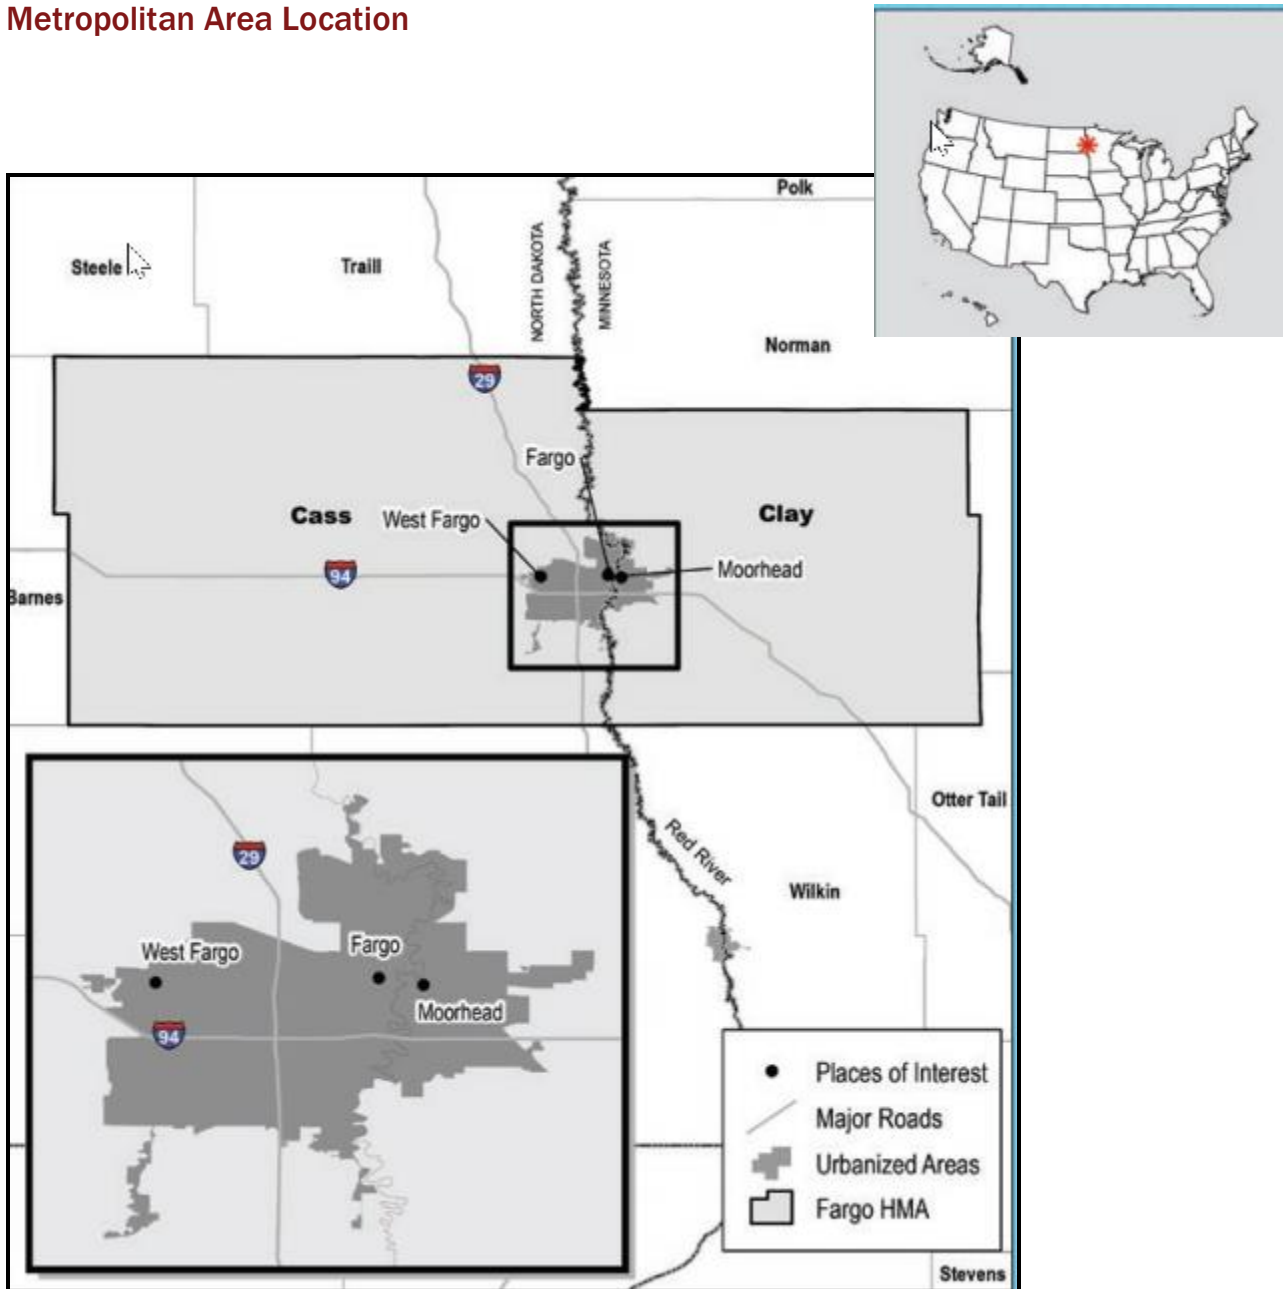 Metropolitan Area Location
Polk
Steele
Traill
NORTH DAKOTA
MINNESOTA
Norman
29
Fargo
Cass
West Fargo
Clay
94
Moorhead
Barnes
29
West Fargo
Fargo
Moorhead
94
Red River
Otter Tail
Wilkin
Places of Interest
Major Roads
Urbanized Areas
Fargo HMA
Stevens